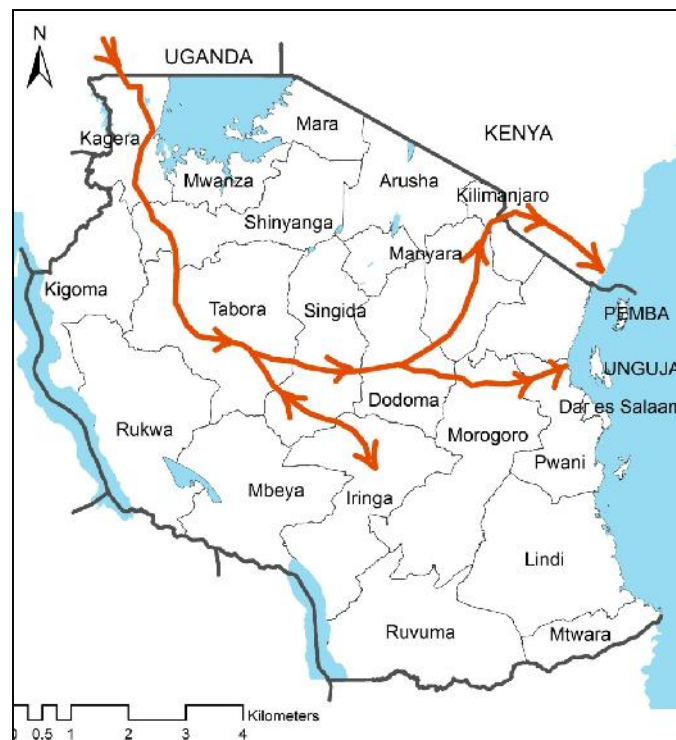 N
UGANDA
KENYA
Mara
Kagera
Mwanza
Arusha
Kilimanjaro
Shinyanga
Manyara
Kigoma
Tabora
Singida
PEMBA
UNGUJA
Dodoma
Dar es Salaam
Rukwa
Morogoro
Pwani
Mbeya
Iringa
Lindi
Ruvuma
Mtwara
Kilometers
0 0.5 1 2 3 4